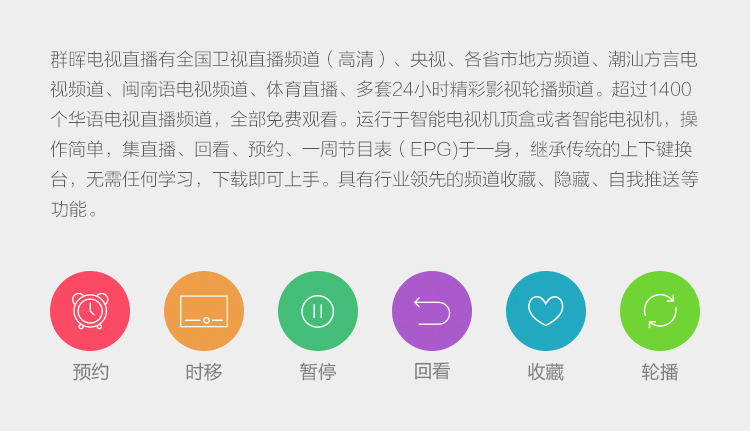 群晖电视直播有全国卫视直播频道（高清）、央视、各省市地方频道、潮汕方言电
视频道、闽南语电视频道、体育直播、多套24小时精彩影视轮播频道。超过1400
个华语电视直播频道，全部免费观看。运行于智能电视机顶盒或者智能电视机，操
作简单，集直播、回看、预约、一周节目表（EPG)于一身，继承传统的上下键换
台，无需任何学习，下载即可上手。具有行业领先的频道收藏、隐藏、自我推送等
功能。
预约
时移
暂停
回看
收藏
轮播